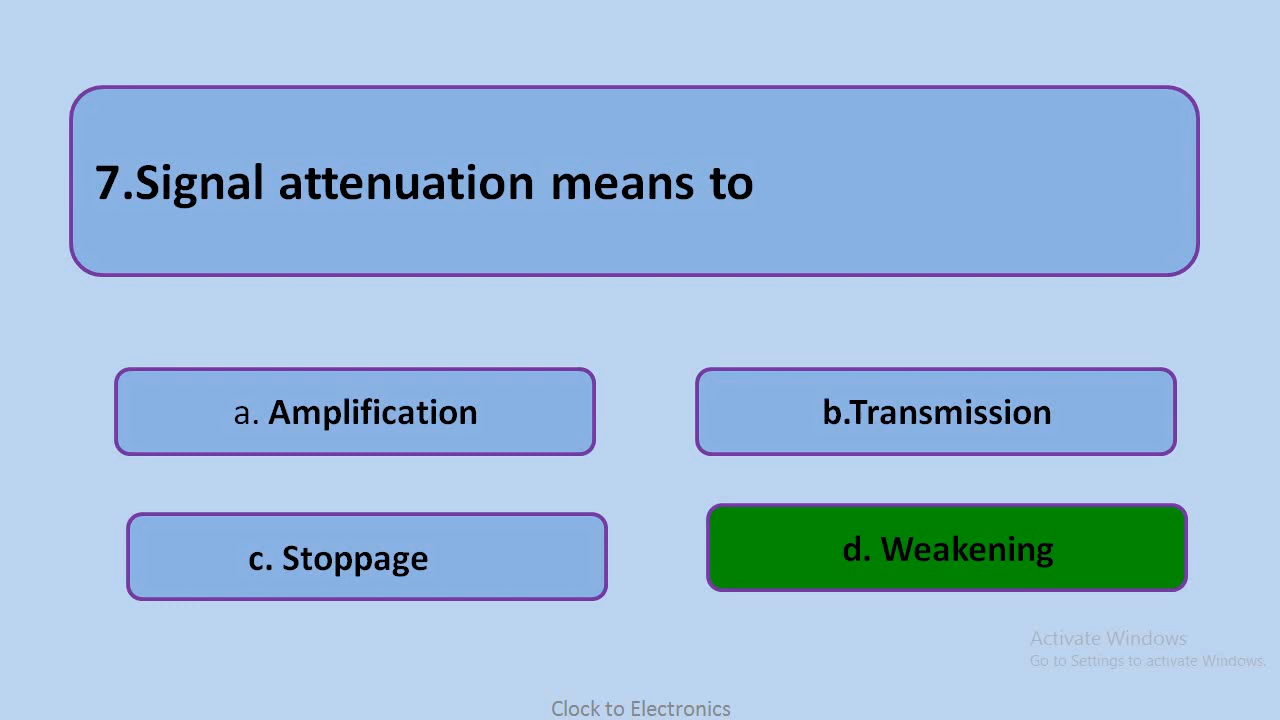 7.Signal attenuation means to
a. Amplification
b.Transmission
c. Stoppage
d. Weakening
Activate Windows
Go to Settings to activate Windows.
Clock to Electronics